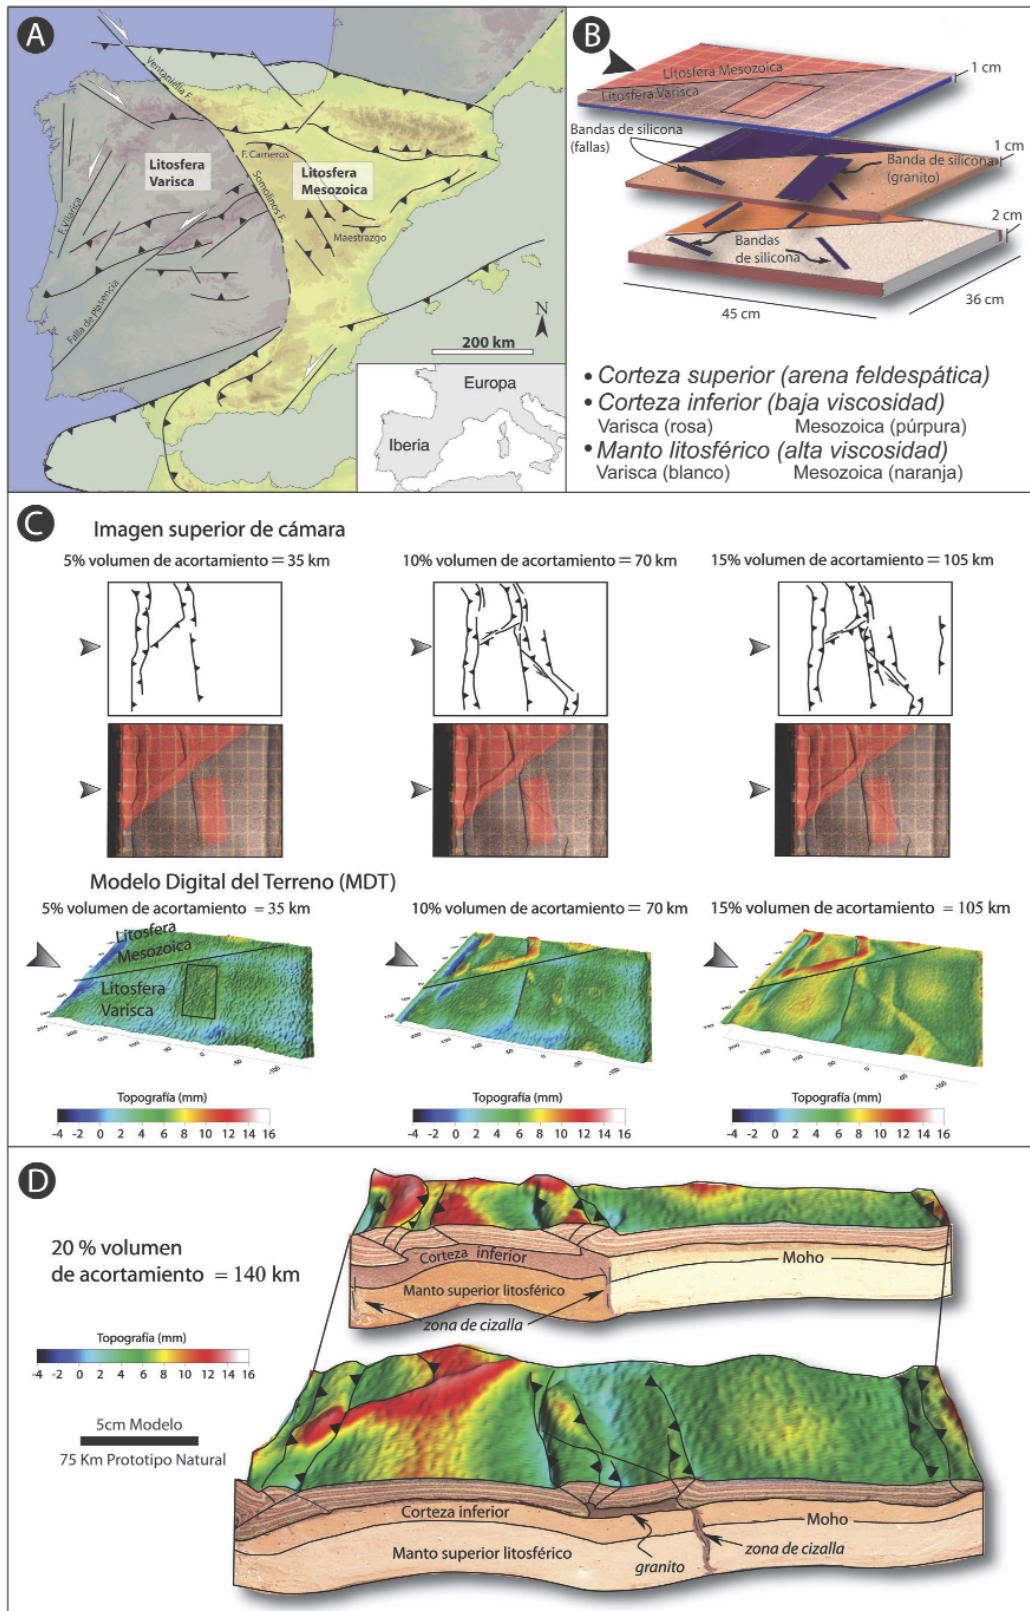 A
Ventaniella F.
Litosfera
Varisca
F. Cameros
Litosfera
Mesozoica
Somolinos F.
F. Vilariça
Maestrazgo
Falla de Plasencia
N
200 km
Europa
Iberia
B
Litosfera Mesozoica
Litosfera Varisca
1 cm
Bandas de silicona
(fallas)
1 cm
Banda de silicona
(granito)
2 cm
Bandas
de silicona
45 cm
36 cm
• Corteza superior (arena feldespática)
• Corteza inferior (baja viscosidad)
Varisca (rosa) Mesozoica (púrpura)
• Manto litosférico (alta viscosidad)
Varisca (blanco) Mesozoica (naranja)
C
Imagen superior de cámara
5% volumen de acortamiento = 35 km
10% volumen de acortamiento = 70 km
15% volumen de acortamiento = 105 km
Modelo Digital del Terreno (MDT)
5% volumen de acortamiento = 35 km
10% volumen de acortamiento = 70 km
15% volumen de acortamiento = 105 km
Litosfera
Mesozoica
Litosfera
Varisca
200 150 100 50 0 -50 -100
Topografía (mm)
-4 -2 0 2 4 6 8 10 12 14 16
Topografía (mm)
-4 -2 0 2 4 6 8 10 12 14 16
Topografía (mm)
-4 -2 0 2 4 6 8 10 12 14 16
D
20 % volumen
de acortamiento = 140 km
Corteza inferior
Moho
Manto superior litosférico
zona de cizalla
Topografía (mm)
-4 -2 0 2 4 6 8 10 12 14 16
5cm Modelo
75 Km Prototipo Natural
Corteza inferior
Moho
Manto superior litosférico
granito
zona de cizalla